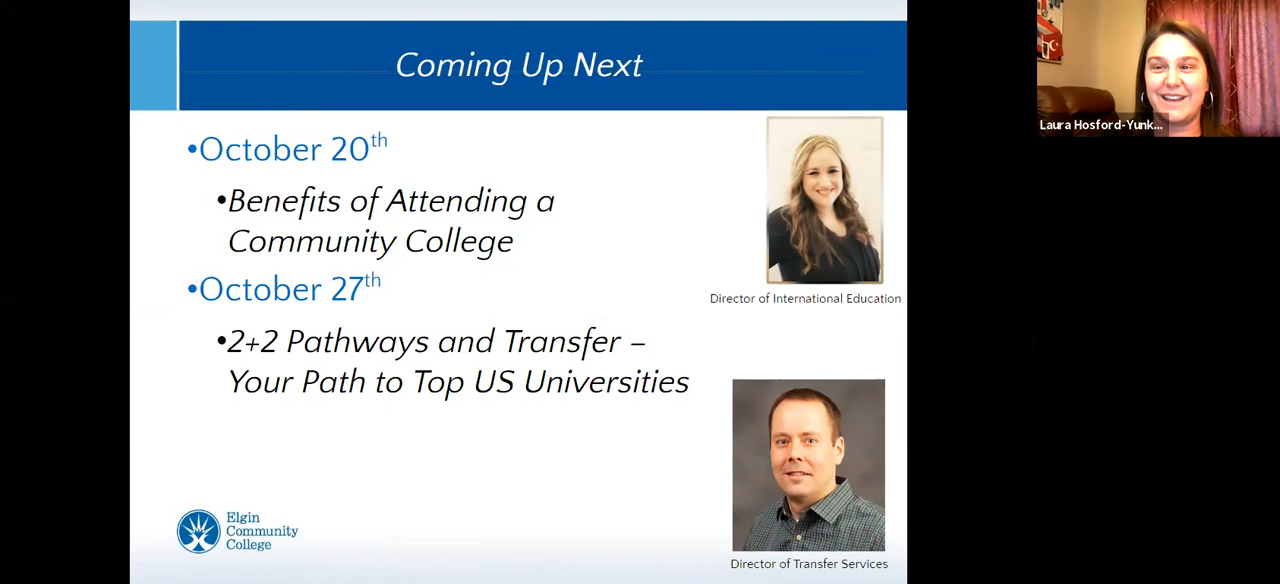 Coming Up Next
•October 20th
•Benefits of Attending a
Community College
•October 27th
•2+2 Pathways and Transfer –
Your Path to Top US Universities
Director of International Education
Director of Transfer Services
Elgin
Community
College
Laura Hosford-Yunk...